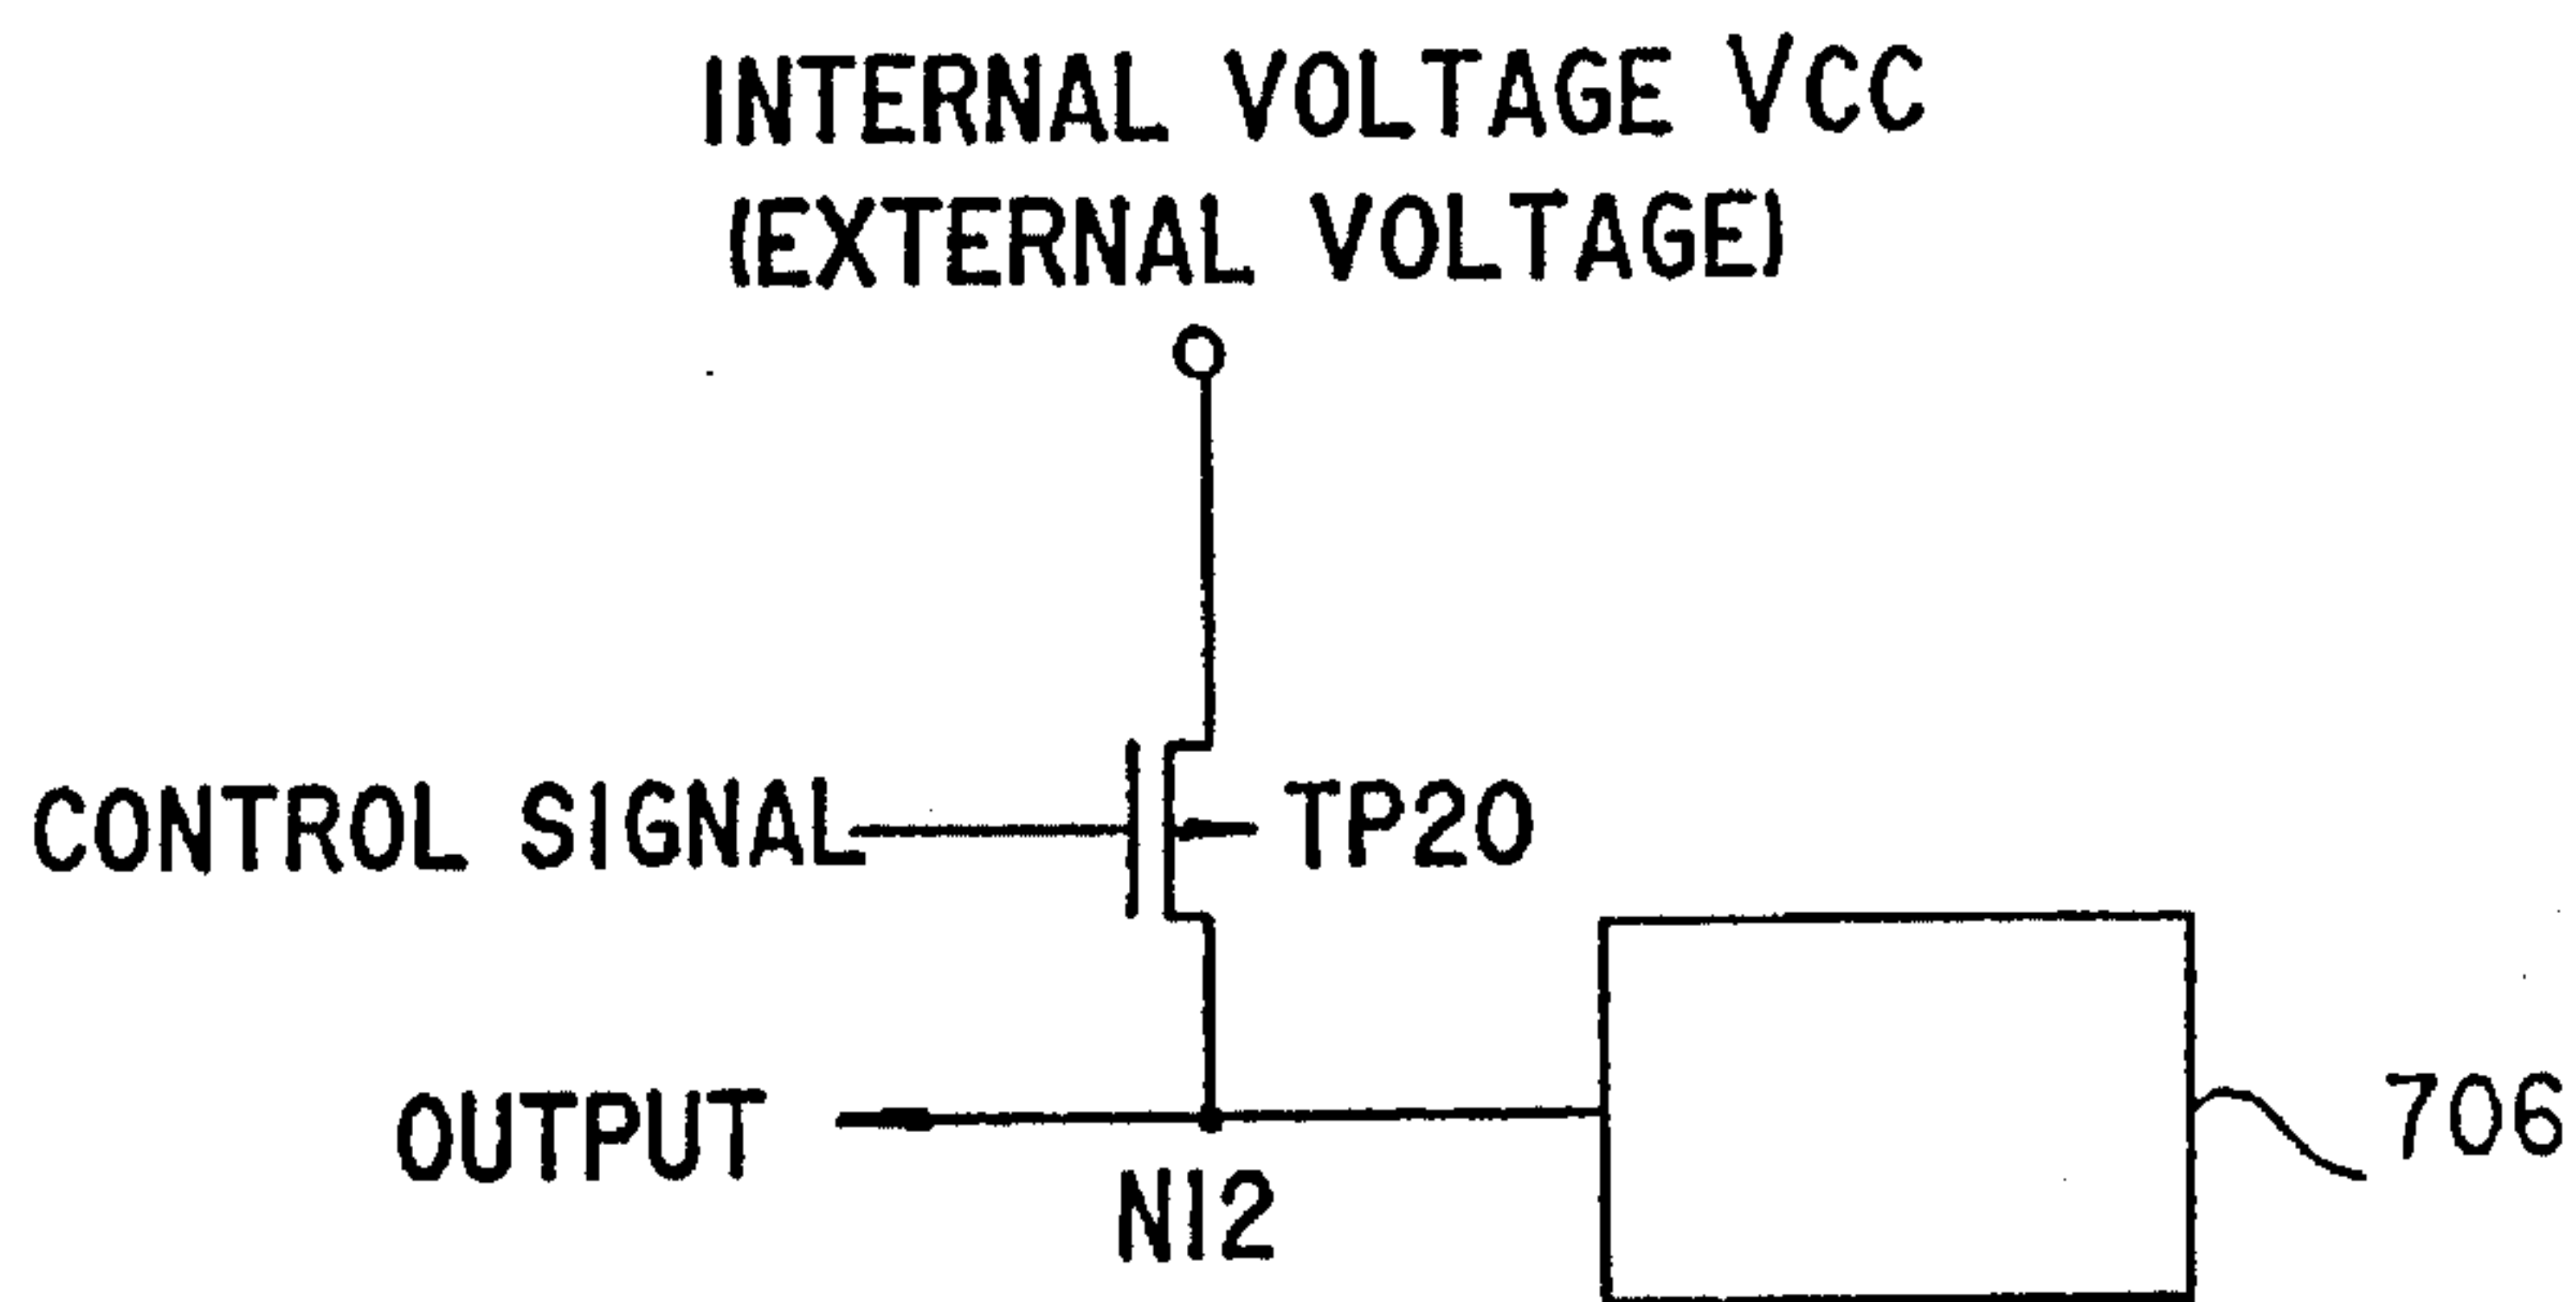 INTERNAL VOLTAGE VCC
(EXTERNAL VOLTAGE)
CONTROL SIGNAL
TP20
OUTPUT
N12
706